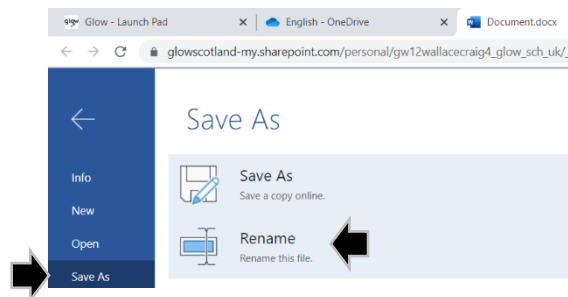 glow Glow - Launch Pad × English - OneDrive × Document.docx
glowscotland-my.sharepoint.com/personal/gw12wallacecraig4_glow_sch_uk/_
Save As
Info
New
Open
Save As
Save As
Save a copy online.
Rename
Rename this file.